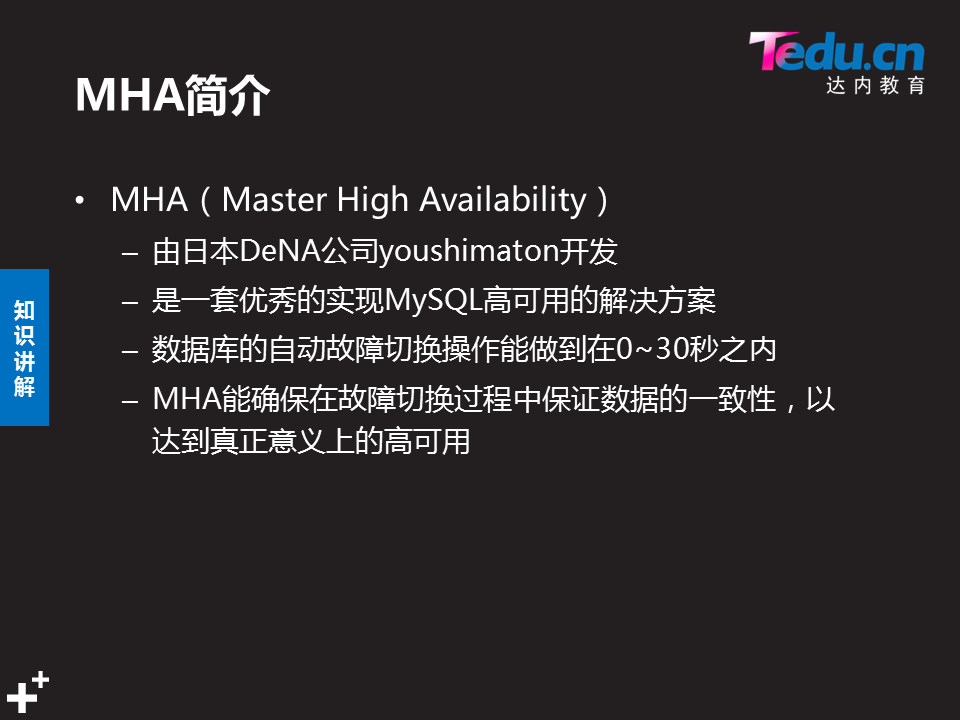 Tedu.cn
达内教育
MHA简介
• MHA（Master High Availability）
– 由日本DeNA公司youshimaton开发
– 是一套优秀的实现MySQL高可用的解决方案
– 数据库的自动故障切换操作能做到在0~30秒之内
– MHA能确保在故障切换过程中保证数据的一致性，以
达到真正意义上的高可用
知
识
讲
解